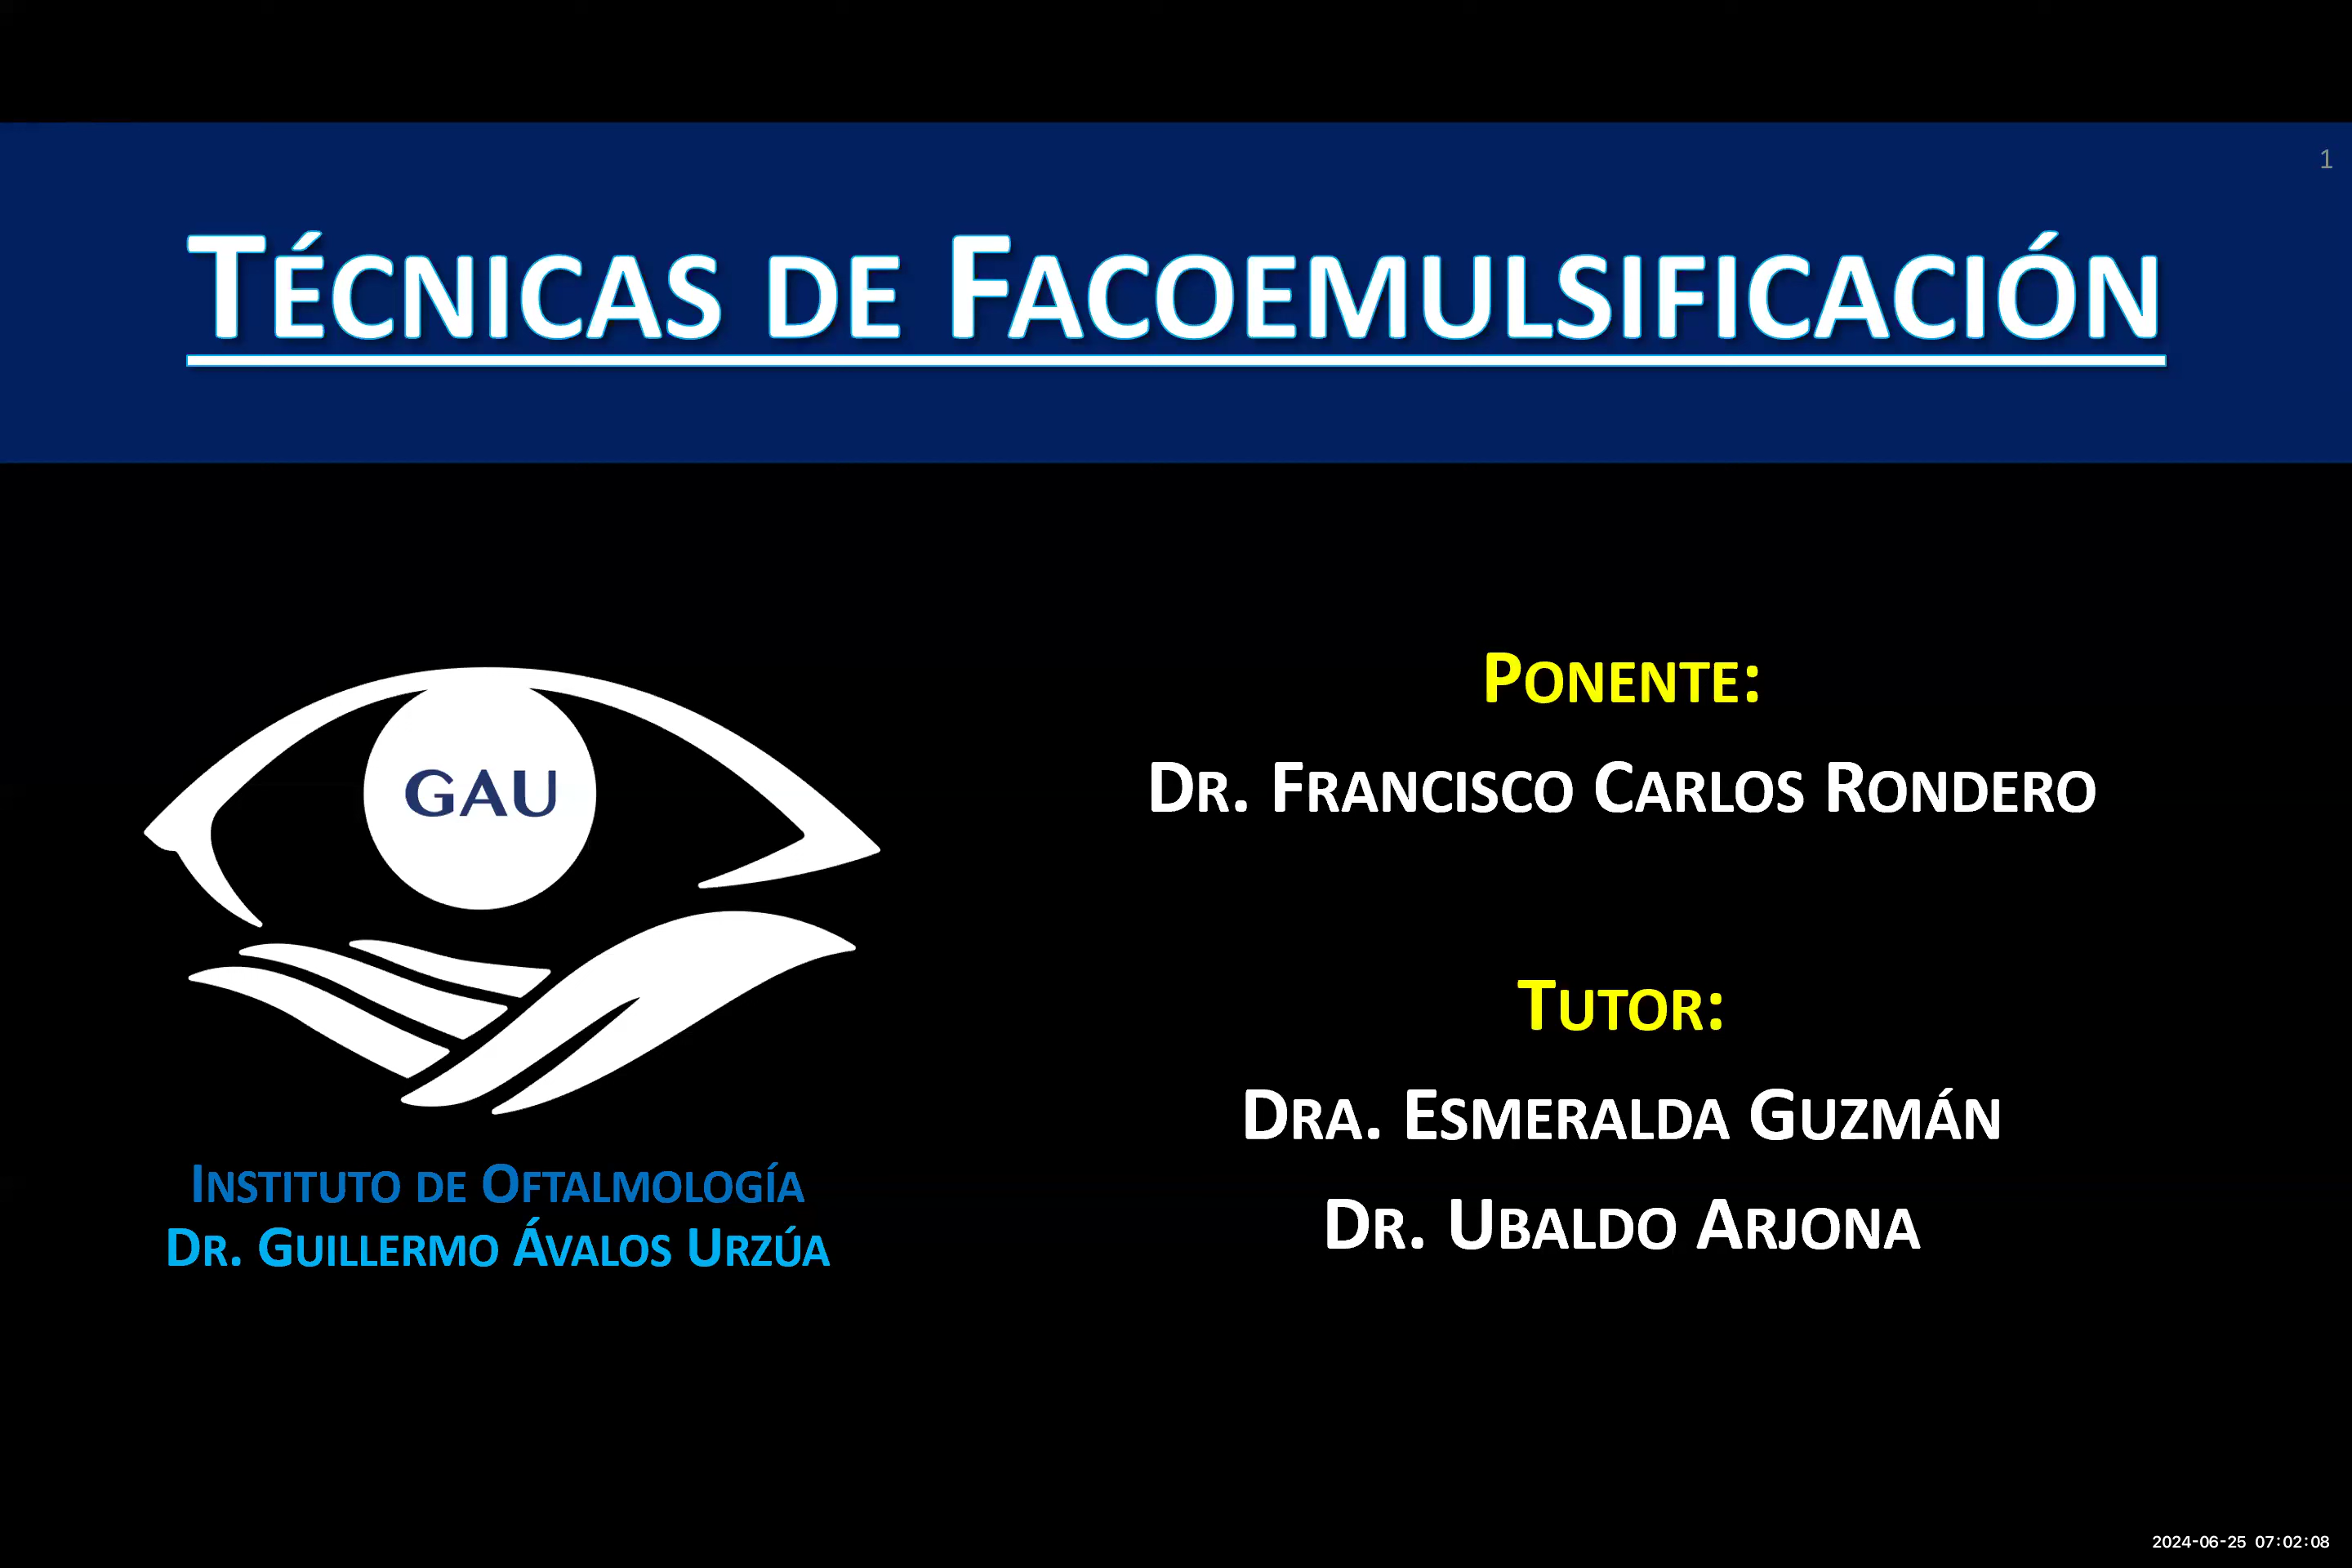 1
Técnicas de Facoemulsificación
GAU
Instituto de Oftalmología
Dr. Guillermo Ávalos Urzúa
Ponente:
Dr. Francisco Carlos Rondero
Tutor:
Dra. Esmeralda Guzmán
Dr. Ubaldo Arjona
2024-06-25 07:02:08